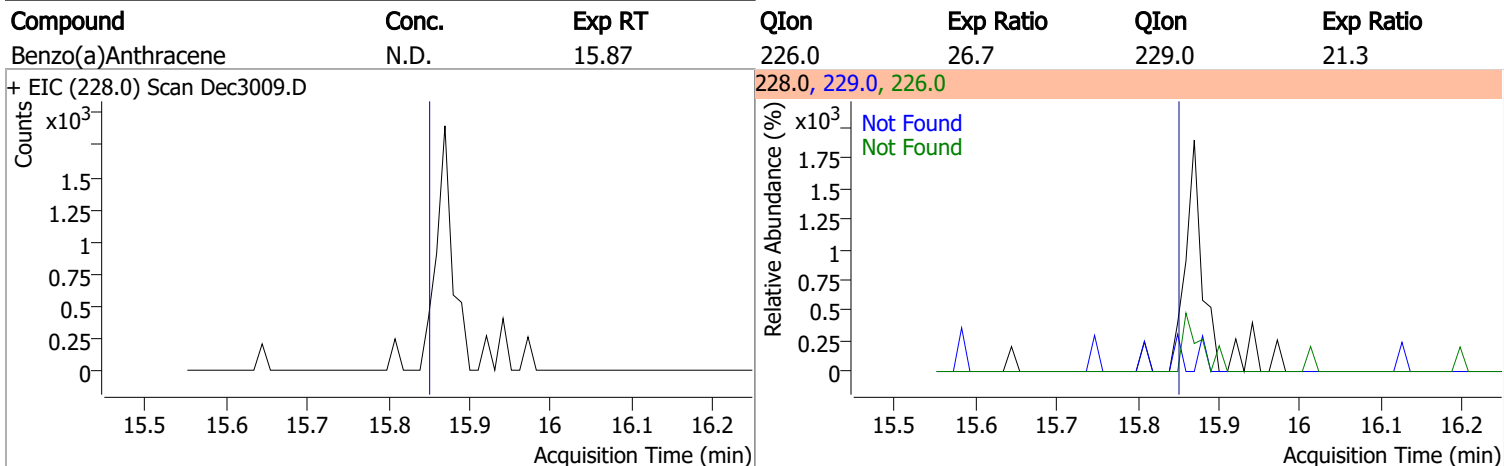 Compound Conc. Exp RT QIon Exp Ratio QIon Exp Ratio
Benzo(a)Anthracene N.D. 15.87 226.0 26.7 229.0 21.3
+ EIC (228.0) Scan Dec3009.D
Counts
x10³
1.5
1.25
1
0.75
0.5
0.25
0
15.5 15.6 15.7 15.8 15.9 16 16.1 16.2
Acquisition Time (min)
228.0, 229.0, 226.0
Relative Abundance (%)
x10³
Not Found
Not Found
1.75
1.5
1.25
1
0.75
0.5
0.25
0
15.5 15.6 15.7 15.8 15.9 16 16.1 16.2
Acquisition Time (min)